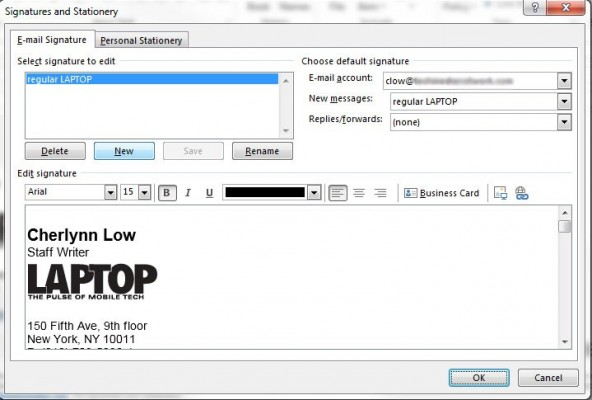 Signatures and Stationery
E-mail Signature Personal Stationery
Select signature to edit
regular LAPTOP
Delete New Save Rename
Choose default signature
E-mail account: clow@
New messages: regular LAPTOP
Replies/forwards: (none)
Edit signature
Arial 15 B I U Business Card
Cherlynn Low
Staff Writer
LAPTOP
THE PULSE OF MOBILE TECH
150 Fifth Ave, 9th floor
New York, NY 10011
OK Cancel